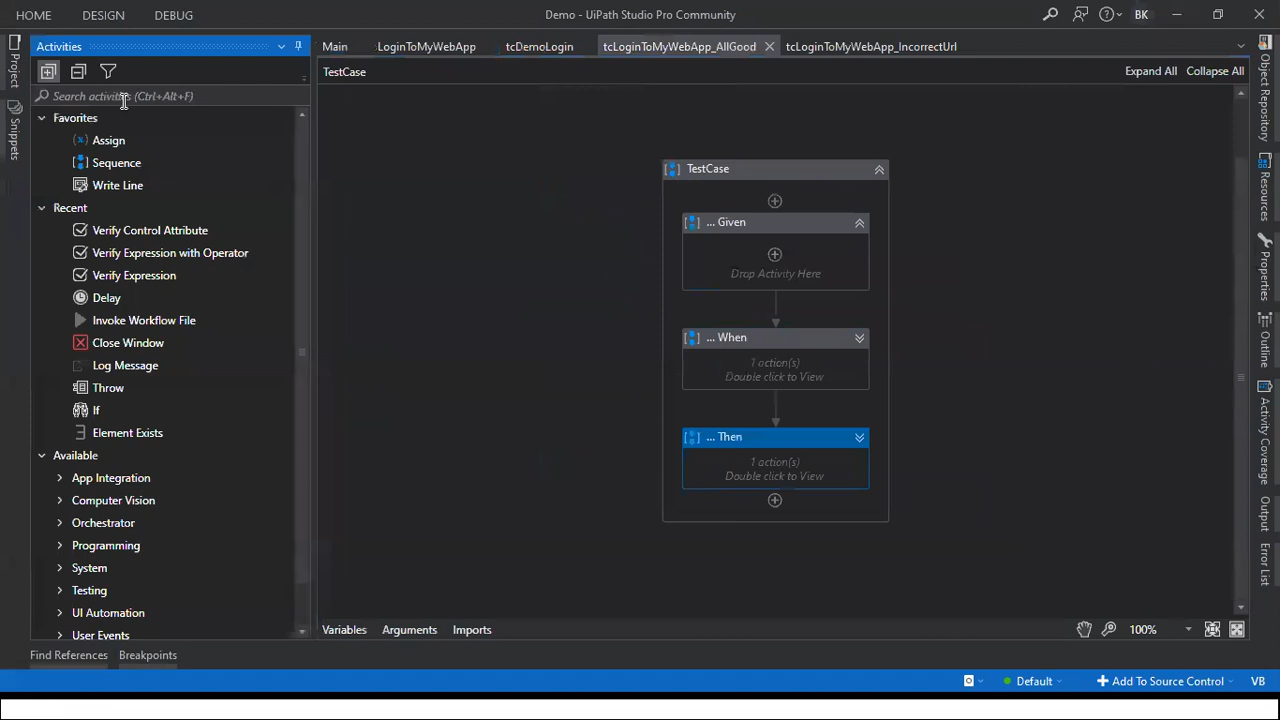 HOME
DESIGN
DEBUG
Demo - UiPath Studio Pro Community
BK
Project
Snippets
Activities
Search activities (Ctrl+Alt+F)
Favorites
Assign
Sequence
Write Line
Recent
Verify Control Attribute
Verify Expression with Operator
Verify Expression
Delay
Invoke Workflow File
Close Window
Log Message
Throw
If
Element Exists
Available
App Integration
Computer Vision
Orchestrator
Programming
System
Testing
UI Automation
User Events
Find References
Breakpoints
Main
LoginToMyWebApp
tcDemoLogin
tcLoginToMyWebApp_AllGood
tcLoginToMyWebApp_IncorrectUrl
TestCase
Expand All
Collapse All
TestCase
... Given
Drop Activity Here
... When
1 action(s)
Double click to View
... Then
1 action(s)
Double click to View
Variables
Arguments
Imports
100%
Object Repository
Resources
Properties
Outline
Activity Coverage
Output
Error List
Default
Add To Source Control
VB